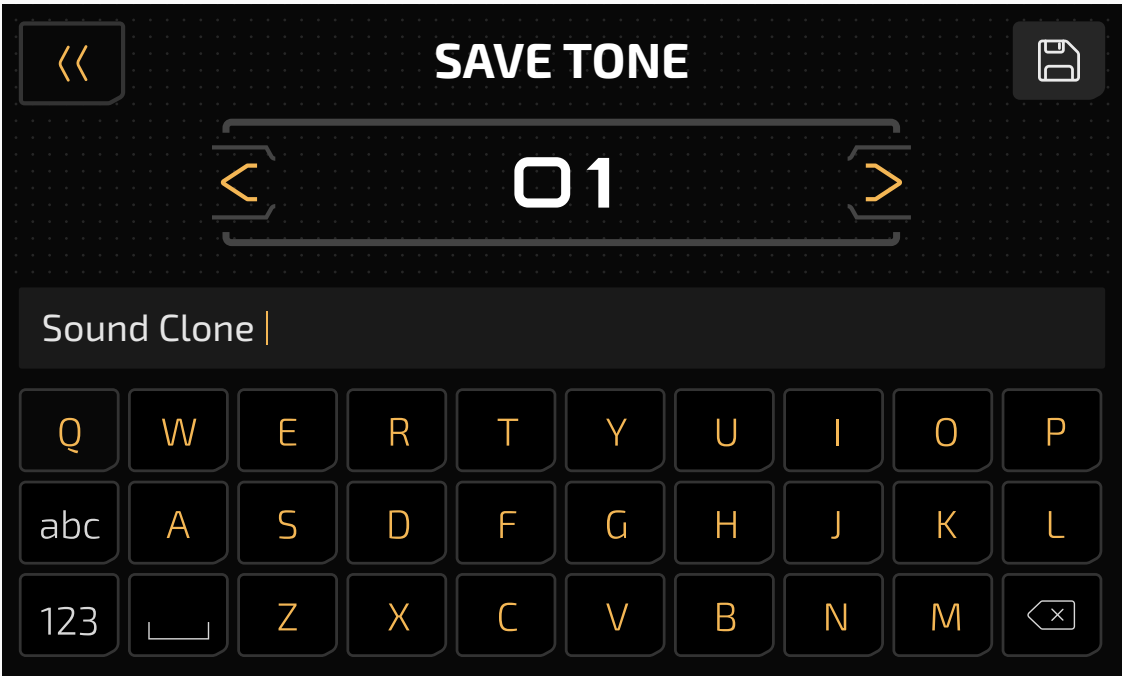 SAVE TONE
01
Sound Clone
Q W E R T Y U I O P
abc A S D F G H J K L
123 Z X C V B N M